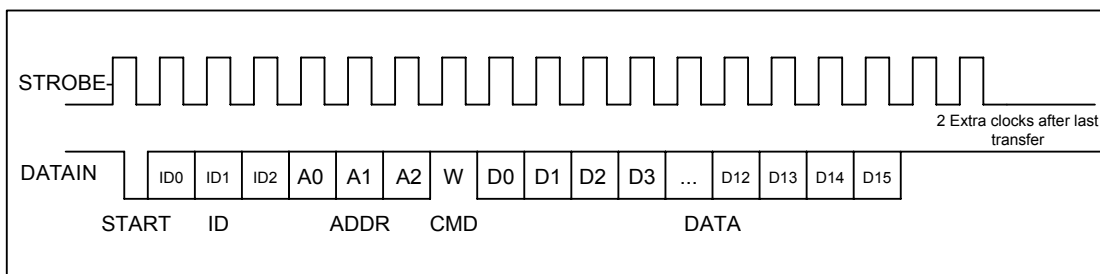 STROBE-
2 Extra clocks after last
transfer
DATAIN ID0 ID1 ID2 A0 A1 A2 W D0 D1 D2 D3 ... D12 D13 D14 D15
START ID ADDR CMD DATA